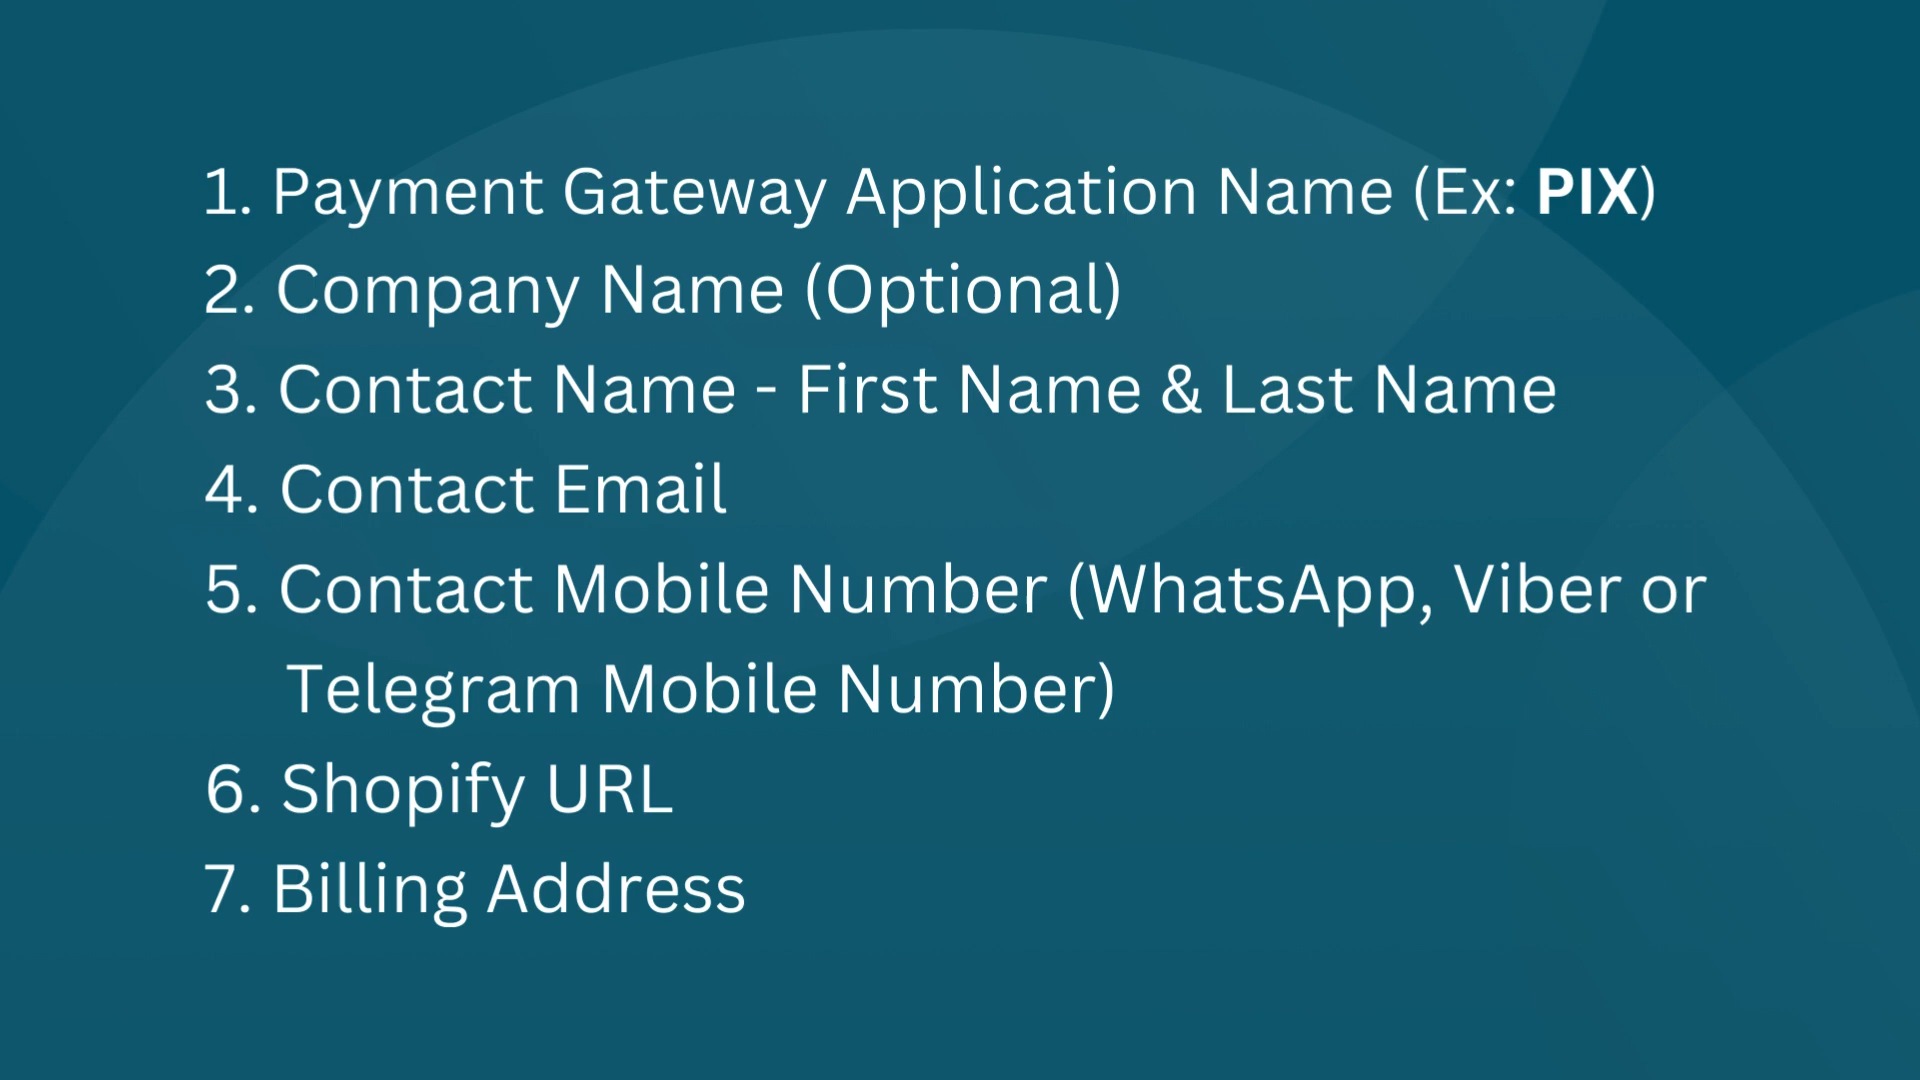 1. Payment Gateway Application Name (Ex: PIX)
2. Company Name (Optional)
3. Contact Name - First Name & Last Name
4. Contact Email
5. Contact Mobile Number (WhatsApp, Viber or
Telegram Mobile Number)
6. Shopify URL
7. Billing Address